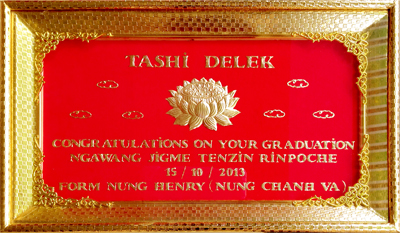 TASHI DELEK
CONGRATULATIONS ON YOUR GRADUATION
NGAWANG JIGME TENZIN RINPOCHE
15 / 10 / 2013
FORM NUNG HENRY (NUNG CHANH VA)